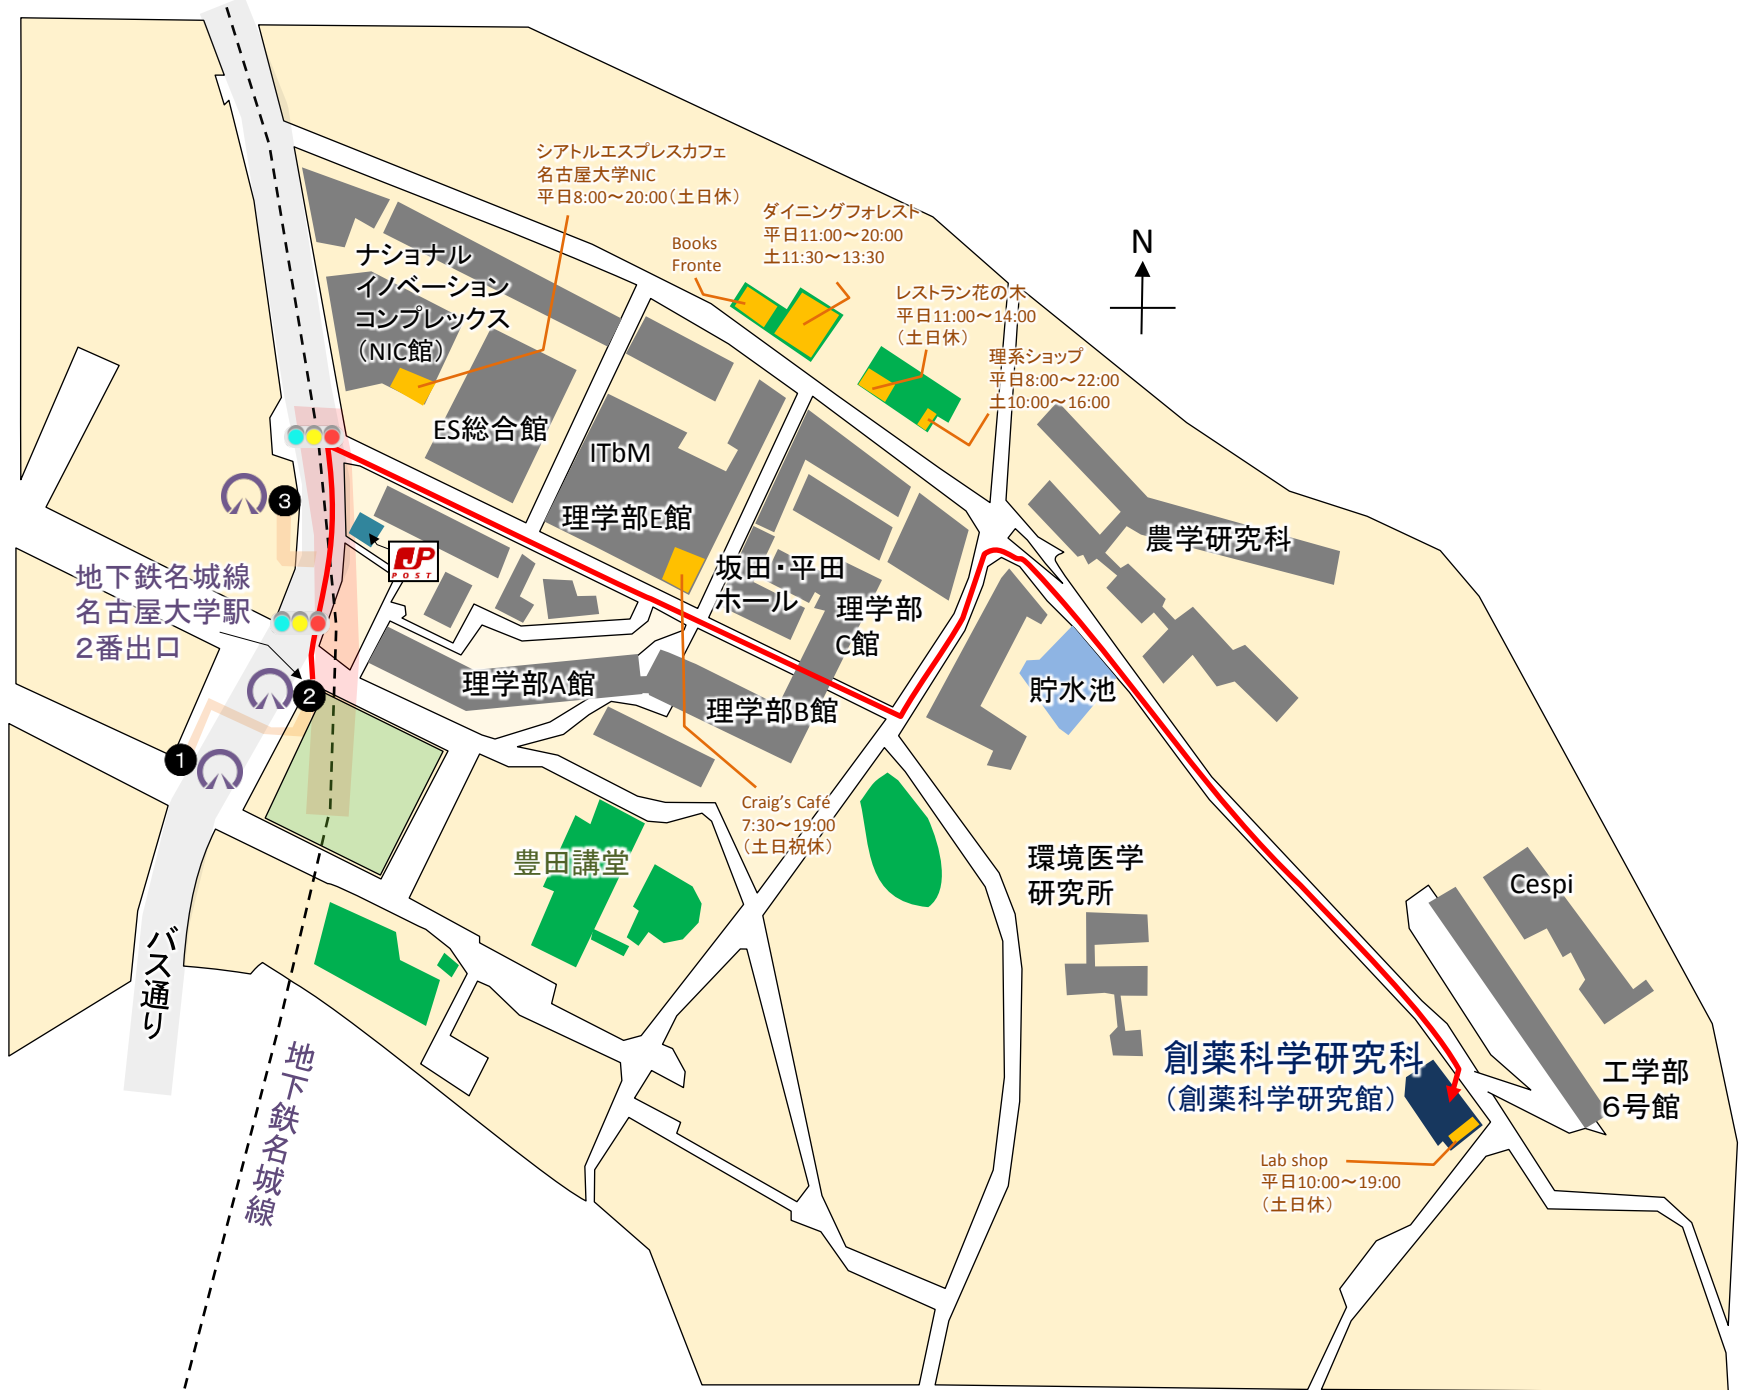 シアトルエスプレスカフェ
名古屋大学NIC
平日8:00～20:00（土日休）
ダイニングフォレスト
平日11:00～20:00
土11:30～13:30
Books
Fronte
レストラン花の木
平日11:00～14:00
（土日休）
理系ショップ
平日8:00～22:00
土10:00～16:00
N
ナショナル
イノベーション
コンプレックス
（NIC館）
ES総合館
ITbM
理学部E館
坂田・平田
ホール
理学部
C館
農学研究科
3
JP
POST
地下鉄名城線
名古屋大学駅
２番出口
2
1
理学部A館
理学部B館
貯水池
Craig's Café
7:30～19:00
（土日祝休）
豊田講堂
環境医学
研究所
Cespi
バス通り
地下鉄名城線
創薬科学研究科
（創薬科学研究館）
工学部
６号館
Lab shop
平日10:00～19:00
（土日休）